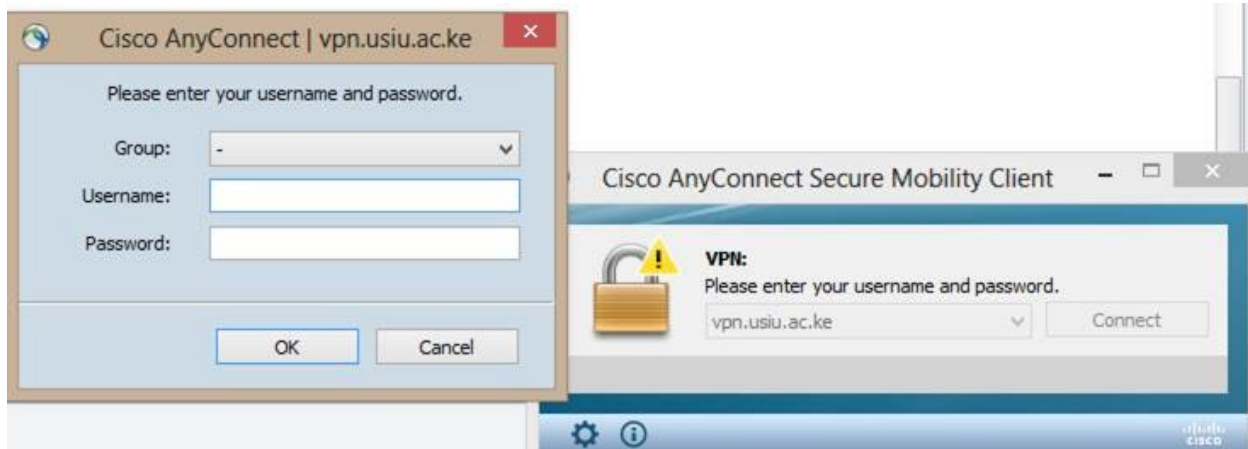 Cisco AnyConnect | vpn.usiu.ac.ke
Please enter your username and password.
Group: -
Username:
Password:
OK Cancel
Cisco AnyConnect Secure Mobility Client
VPN:
Please enter your username and password.
vpn.usiu.ac.ke Connect
CISCO